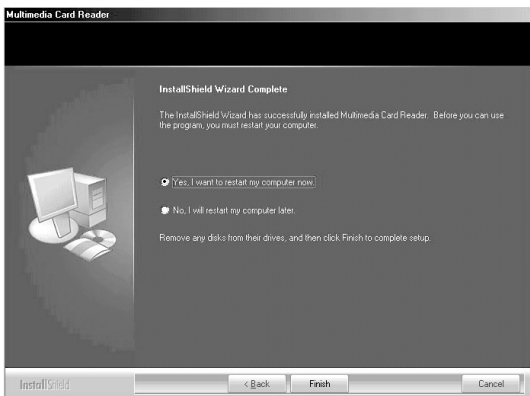 Multimedia Card Reader
InstallShield Wizard Complete
The InstallShield Wizard has successfully installed Multimedia Card Reader. Before you can use
the program, you must restart your computer.
Yes, I want to restart my computer now.
No, I will restart my computer later.
Remove any disks from their drives, and then click Finish to complete setup.
InstallShield
< Back
Finish
Cancel